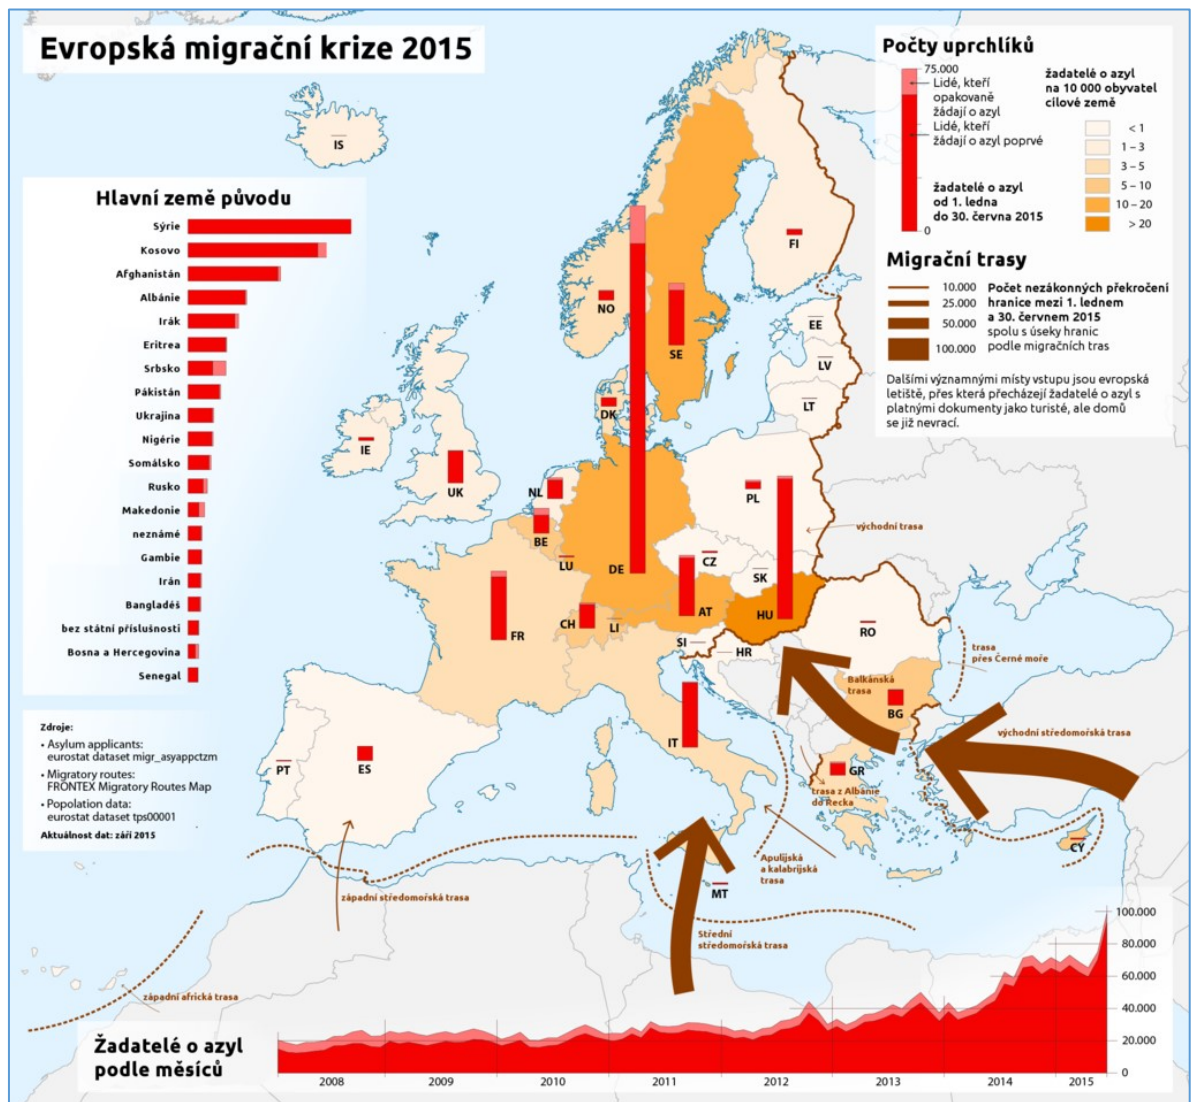 Evropská migrační krize 2015
Počty uprchlíků
75.000
Lidé, kteří
opakovaně
žádají o azyl
Lidé, kteří
žádají o azyl poprvé
žadatelé o azyl
od 1. ledna
do 30. června 2015
0
žadatelé o azyl
na 10 000 obyvatel
cílové země
< 1
1 – 3
3 – 5
5 – 10
10 – 20
> 20
Migrační trasy
10.000
25.000
50.000
100.000
Počet nezákonných překročení
hranice mezi 1. lednem
a 30. červnem 2015
spolu s úseky hranic
podle migračních tras
Dalšími významnými místy vstupu jsou evropská
letiště, přes která přecházejí žadatelé o azyl s
platnými dokumenty jako turisté, ale domů
se již nevrací.
Hlavní země původu
Sýrie
Kosovo
Afghanistán
Albánie
Irák
Eritrea
Srbsko
Pákistán
Ukrajina
Nigérie
Somálsko
Rusko
Makedonie
neznámé
Gambie
Irán
Bangladéš
bez státní příslušnosti
Bosna a Hercegovina
Senegal
Zdroje:
• Asylum applicants:
eurostat dataset migr_asyappctzm
• Migratory routes:
FRONTEX Migratory Routes Map
• Popolation data:
eurostat dataset tps00001
Aktuálnost dat: září 2015
IS
NO
SE
FI
EE
LV
LT
DK
IE
UK
NL
BE
LU
DE
PL
CZ
SK
AT
HU
CH
LI
FR
SI
HR
RO
BG
IT
GR
PT
ES
MT
CY
východní trasa
trasa
přes Černé moře
Balkánská
trasa
východní středomořská trasa
trasa z Albánie
do Řecka
Apulijská
a kalabrijská
trasa
Střední
středomořská trasa
západní středomořská trasa
západní africká trasa
Žadatelé o azyl
podle měsíců
100.000
80.000
60.000
40.000
20.000
0
2008
2009
2010
2011
2012
2013
2014
2015